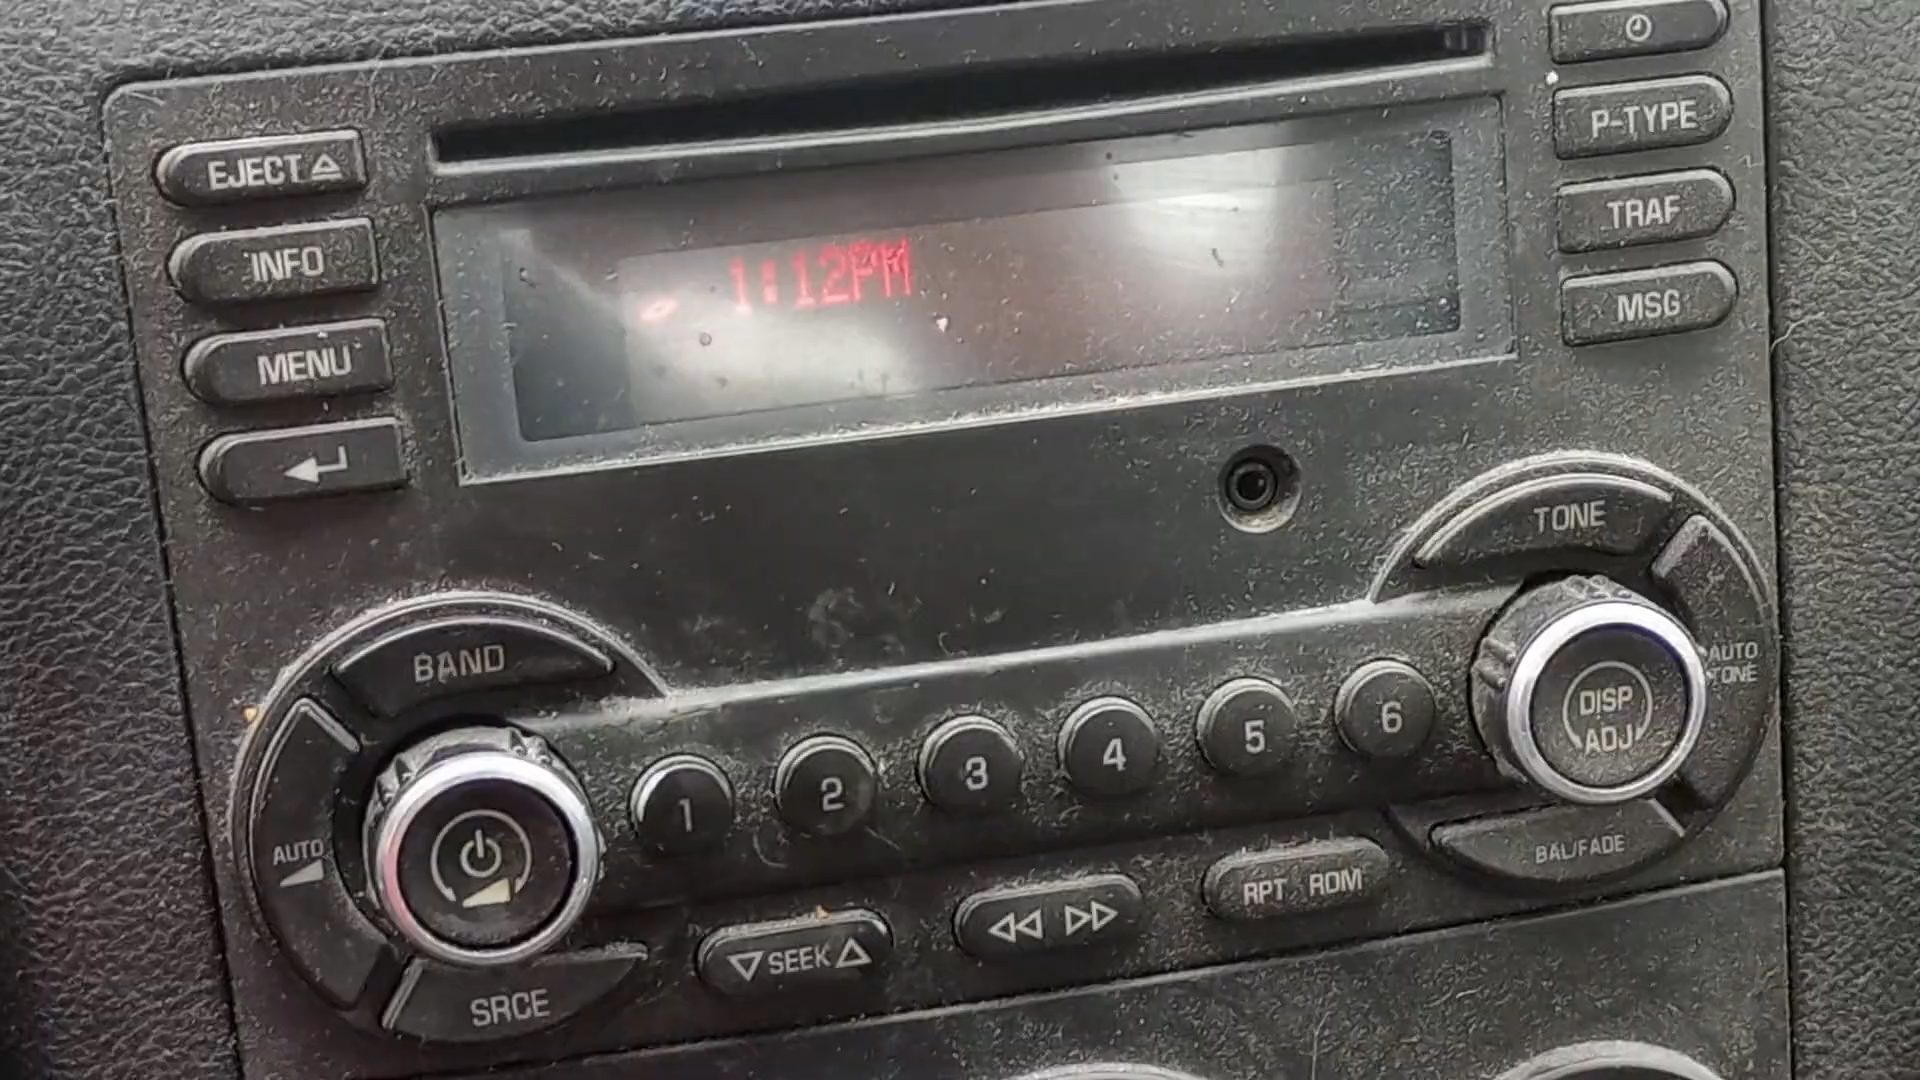 EJECT
INFO
MENU
1:12PM
P-TYPE
TRAF
MSG
BAND
AUTO
SRCE
1
2
3
4
5
6
SEEK
RPT RDM
TONE
AUTO
TONE
DISP
ADJ
BAL/FADE